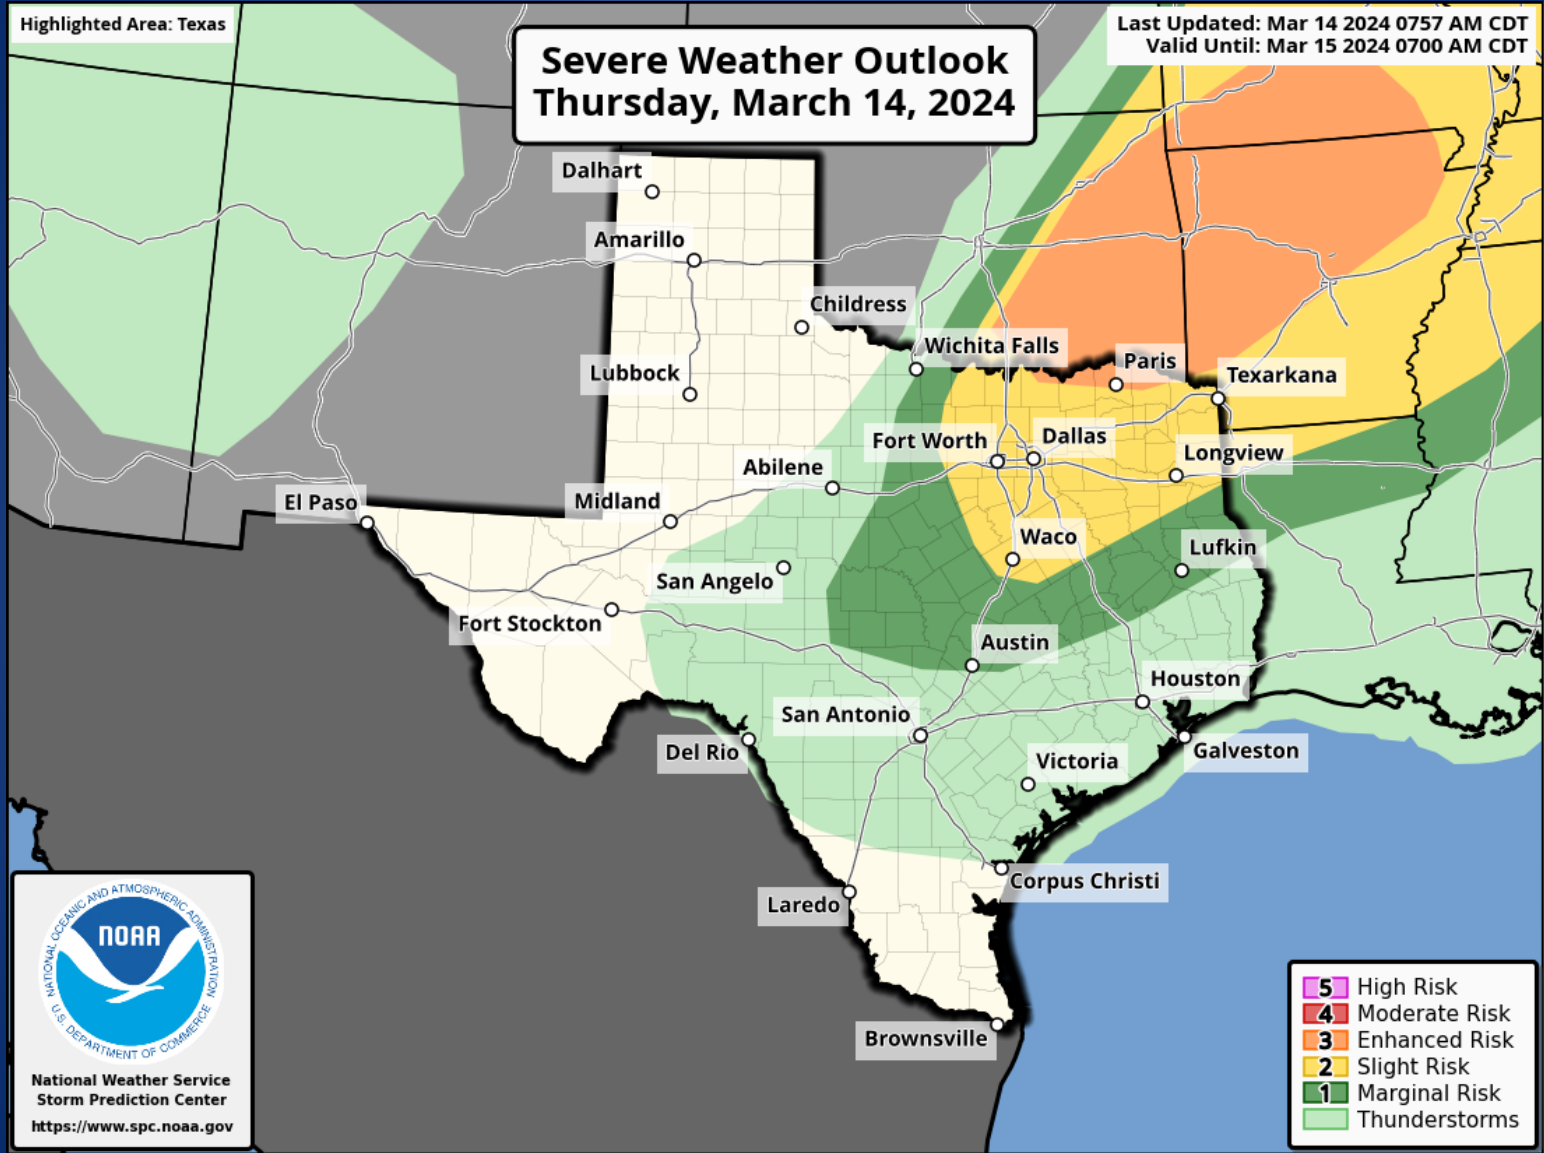 Highlighted Area: Texas
Severe Weather Outlook
Thursday, March 14, 2024
Last Updated: Mar 14 2024 0757 AM CDT
Valid Until: Mar 15 2024 0700 AM CDT
Dalhart
Amarillo
Childress
Wichita Falls
Paris
Lubbock
Texarkana
Fort Worth
Dallas
Longview
Abilene
Midland
El Paso
Waco
Lufkin
San Angelo
Fort Stockton
Austin
Houston
San Antonio
Del Rio
Galveston
Victoria
Corpus Christi
Laredo
Brownsville
NATIONAL OCEANIC AND ATMOSPHERIC ADMINISTRATION
NOAA
U.S. DEPARTMENT OF COMMERCE
National Weather Service
Storm Prediction Center
https://www.spc.noaa.gov
5 High Risk
4 Moderate Risk
3 Enhanced Risk
2 Slight Risk
1 Marginal Risk
Thunderstorms